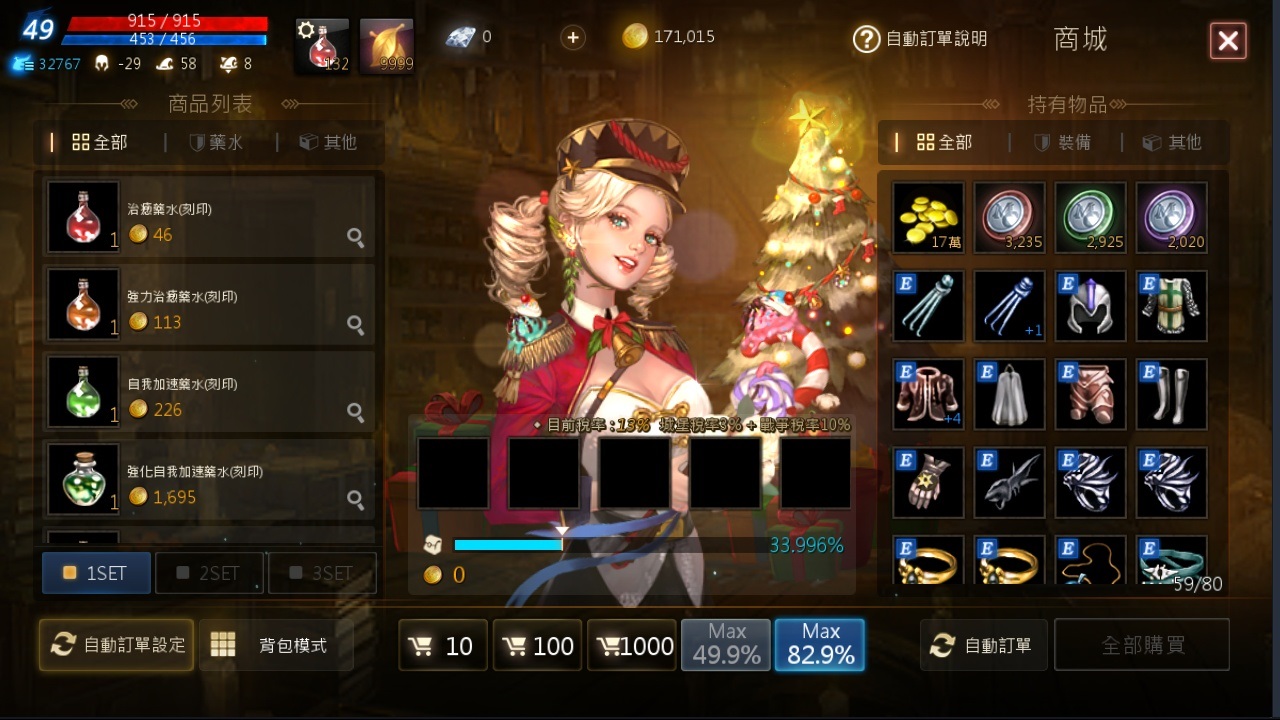 49
915 / 915
453 / 456
32767
-29
58
8
132
9999
0
+
171,015
?
自動訂單說明
商城
商品列表
全部
藥水
其他
治癒藥水(刻印)
1
46
強力治癒藥水(刻印)
1
113
自我加速藥水(刻印)
1
226
強化自我加速藥水(刻印)
1
1,695
1SET
2SET
3SET
目前稅率 : 13% 城堡稅率3% + 戰爭稅率10%
33.996%
0
持有物品
全部
裝備
其他
17萬
3,235
2,925
2,020
E
E
+1
E
E
E
+4
E
E
E
E
E
E
E
E
E
E
E
59/80
自動訂單設定
背包模式
10
100
1000
Max
49.9%
Max
82.9%
自動訂單
全部購買